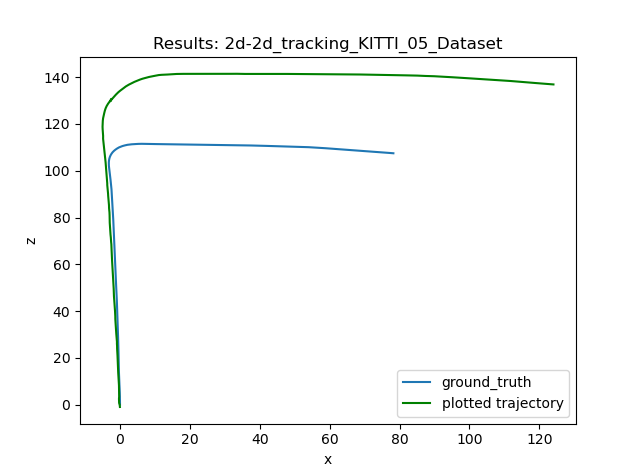 Results: 2d-2d_tracking_KITTI_05_Dataset
140
120
100
80
60
40
20
0
z
0 20 40 60 80 100 120
x
ground_truth
plotted trajectory